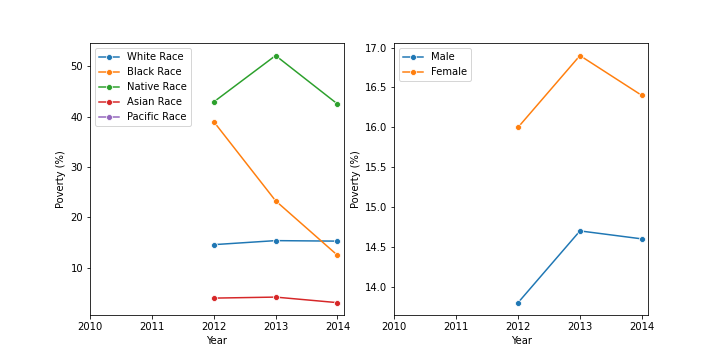 White Race
Black Race
Native Race
Asian Race
Pacific Race
50
40
30
20
10
Poverty (%)
2010 2011 2012 2013 2014
Year
Male
Female
17.0
16.5
16.0
15.5
15.0
14.5
14.0
Poverty (%)
2010 2011 2012 2013 2014
Year